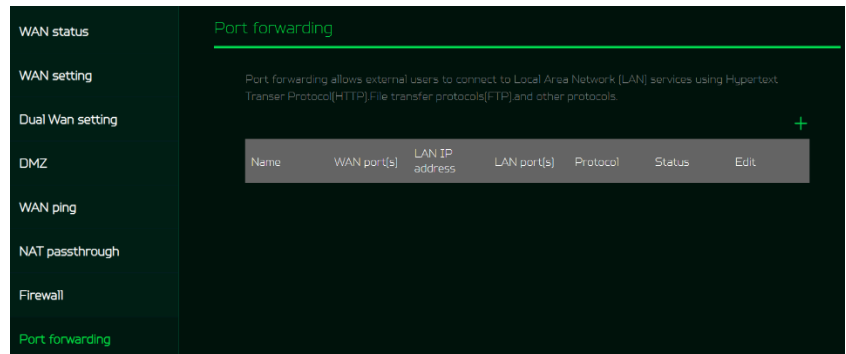 WAN status
WAN setting
Dual Wan setting
DMZ
WAN ping
NAT passthrough
Firewall
Port forwarding
Port forwarding
Port forwarding allows external users to connect to Local Area Network [LAN] services using Hypertext
Transer Protocol[HTTP].File transfer protocols[FTP].and other protocols.
+
Name WAN port(s) LAN IP address LAN port(s) Protocol Status Edit